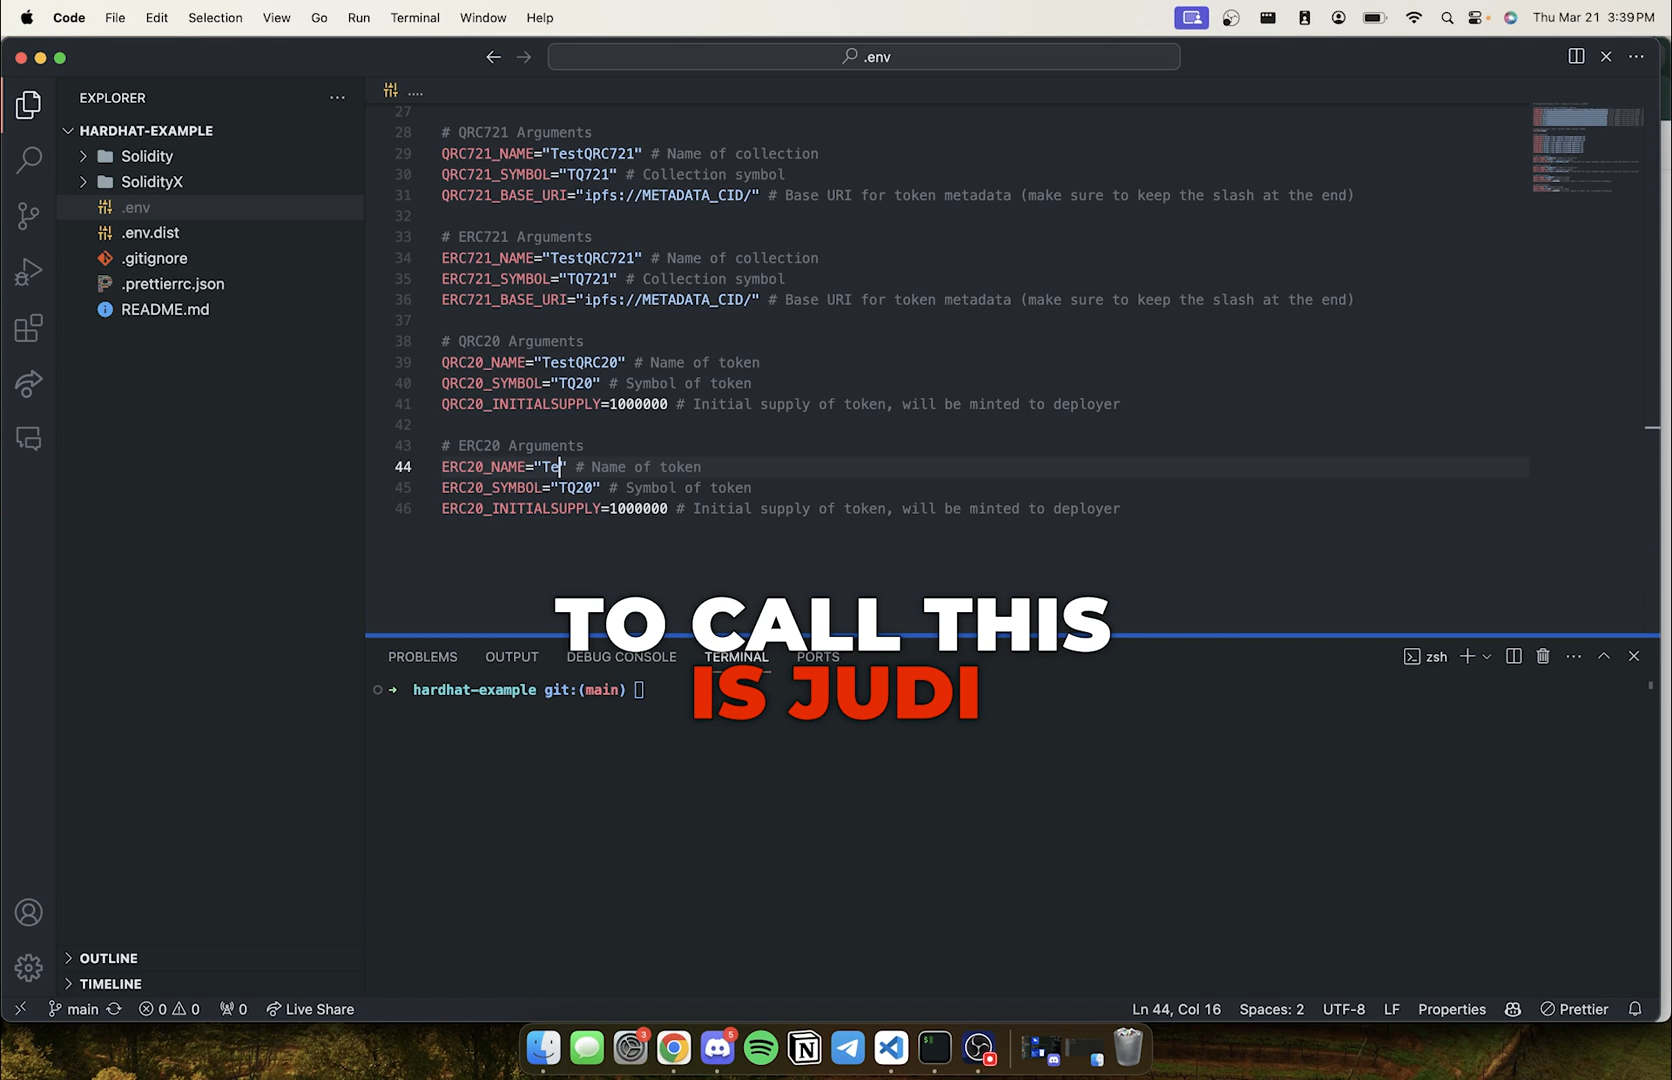 Code File Edit Selection View Go Run Terminal Window Help Thu Mar 21 3:39 PM
.env
EXPLORER ...
....
HARDHAT-EXAMPLE
Solidity
SolidityX
.env
.env.dist
.gitignore
.prettierrc.json
README.md
27
28 # QRC721 Arguments
29 QRC721_NAME="TestQRC721" # Name of collection
30 QRC721_SYMBOL="TQ721" # Collection symbol
31 QRC721_BASE_URI="ipfs://METADATA_CID/" # Base URI for token metadata (make sure to keep the slash at the end)
32
33 # ERC721 Arguments
34 ERC721_NAME="TestQRC721" # Name of collection
35 ERC721_SYMBOL="TQ721" # Collection symbol
36 ERC721_BASE_URI="ipfs://METADATA_CID/" # Base URI for token metadata (make sure to keep the slash at the end)
37
38 # QRC20 Arguments
39 QRC20_NAME="TestQRC20" # Name of token
40 QRC20_SYMBOL="TQ20" # Symbol of token
41 QRC20_INITIALSUPPLY=1000000 # Initial supply of token, will be minted to deployer
42
43 # ERC20 Arguments
44 ERC20_NAME="Te" # Name of token
45 ERC20_SYMBOL="TQ20" # Symbol of token
46 ERC20_INITIALSUPPLY=1000000 # Initial supply of token, will be minted to deployer
TO CALL THIS
IS JUDI
PROBLEMS OUTPUT DEBUG CONSOLE TERMINAL PORTS zsh
hardhat-example git:(main)
OUTLINE
TIMELINE
main 0 0 0 Live Share Ln 44, Col 16 Spaces: 2 UTF-8 LF Properties Prettier
3 5